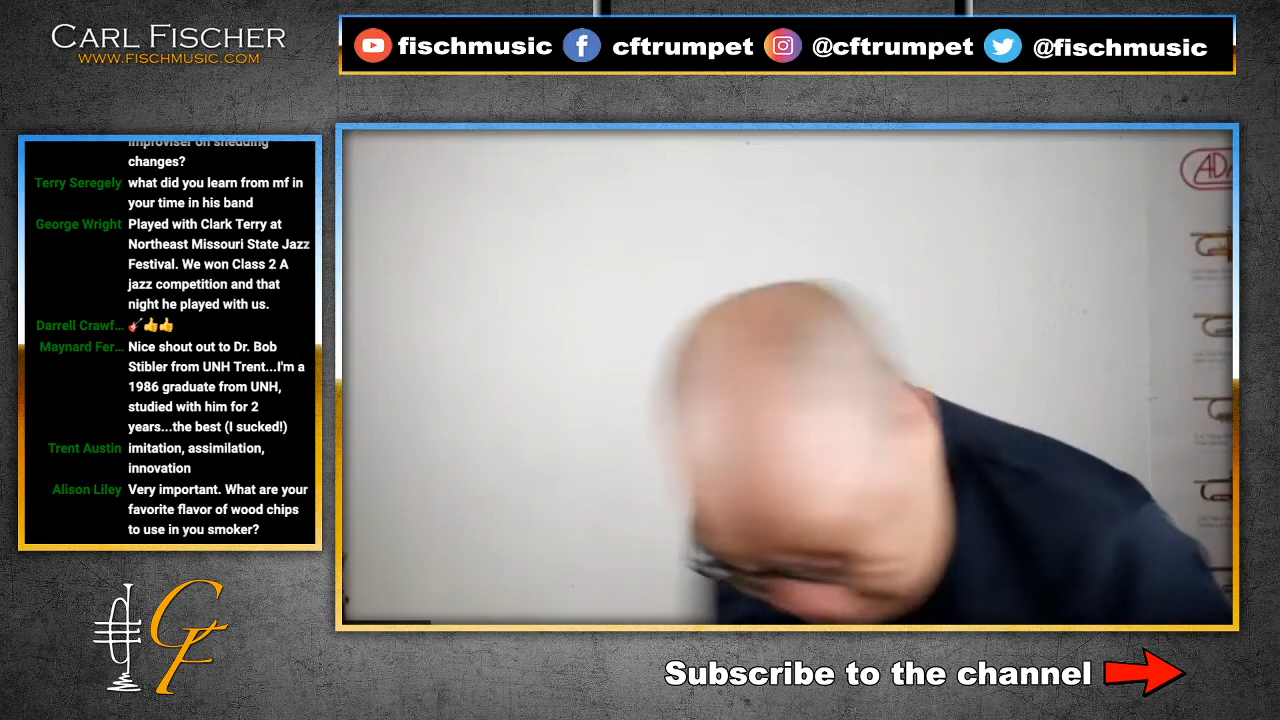 CARL FISCHER
WWW.FISCHMUSIC.COM
fischmusic cftrumpet @cftrumpet @fischmusic
improviser on shedding
changes?
Terry Seregely what did you learn from mf in
your time in his band
George Wright Played with Clark Terry at
Northeast Missouri State Jazz
Festival. We won Class 2 A
jazz competition and that
night he played with us.
Darrell Crawf... 🎸👍👍
Maynard Fer... Nice shout out to Dr. Bob
Stibler from UNH Trent...I'm a
1986 graduate from UNH,
studied with him for 2
years...the best (I sucked!)
Trent Austin imitation, assimilation,
innovation
Alison Liley Very important. What are your
favorite flavor of wood chips
to use in you smoker?
CF
Subscribe to the channel